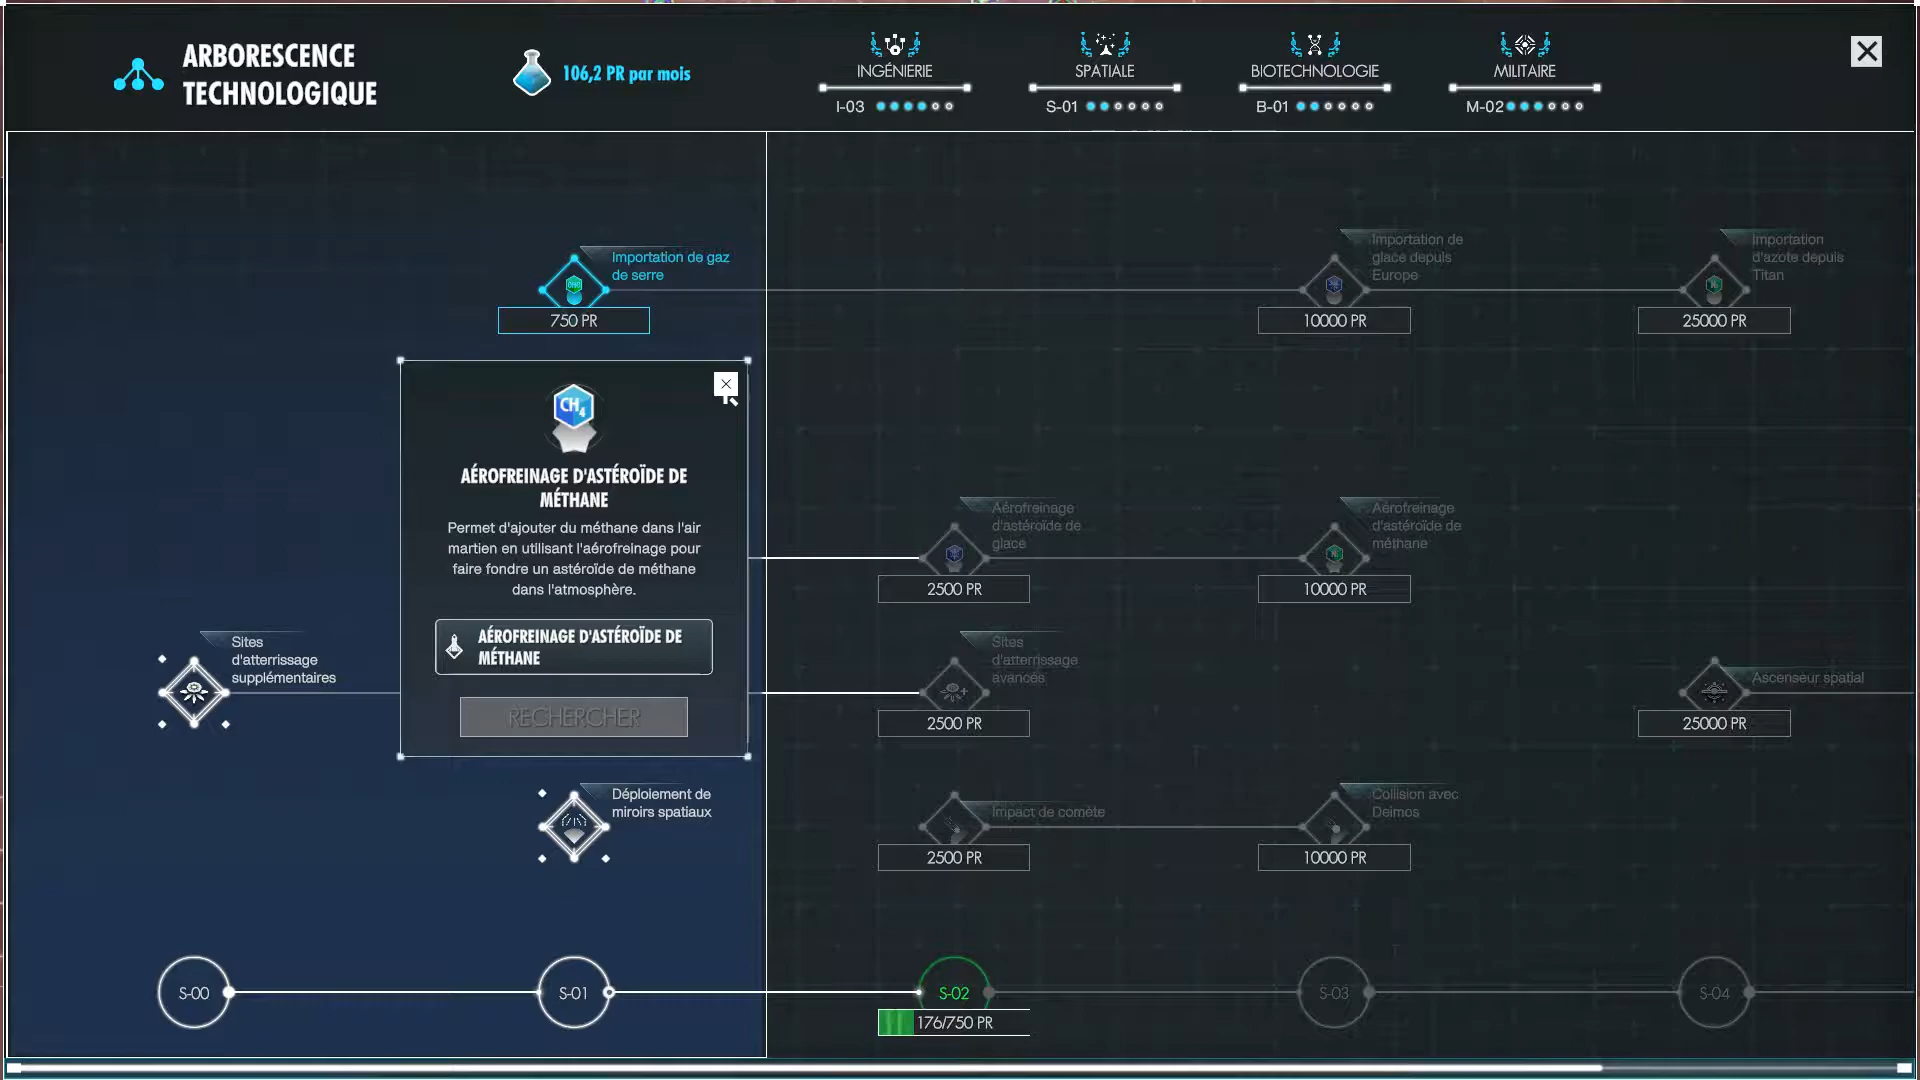 ARBORESCENCE
TECHNOLOGIQUE
106,2 PR par mois
INGÉNIERIE
I-03
SPATIALE
S-01
BIOTECHNOLOGIE
B-01
MILITAIRE
M-02
Importation de gaz
de serre
750 PR
Importation de
glace depuis
Europe
10000 PR
Importation
d'azote depuis
Titan
25000 PR
CH4
AÉROFREINAGE D'ASTÉROÏDE DE
MÉTHANE
Permet d'ajouter du méthane dans l'air
martien en utilisant l'aérofreinage pour
faire fondre un astéroïde de méthane
dans l'atmosphère.
AÉROFREINAGE D'ASTÉROÏDE DE
MÉTHANE
RECHERCHER
Aérofreinage
d'astéroïde de
glace
2500 PR
Aérofreinage
d'astéroïde de
méthane
10000 PR
Sites
d'atterrissage
supplémentaires
Sites
d'atterrissage
avancés
2500 PR
Ascenseur spatial
25000 PR
Déploiement de
miroirs spatiaux
Impact de comète
2500 PR
Collision avec
Deimos
10000 PR
S-00
S-01
S-02
176/750 PR
S-03
S-04